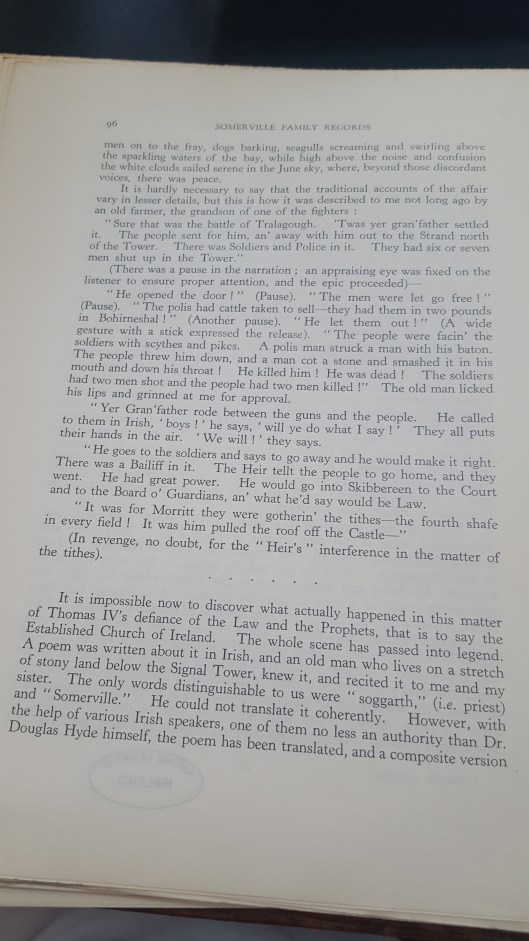 96
SOMERVILLE FAMILY RECORDS
men on to the fray, dogs barking, seagulls screaming and swirling above
the sparkling waters of the bay, while high above the noise and confusion
the white clouds sailed serene in the June sky, where, beyond those discordant
voices, there was peace.
It is hardly necessary to say that the traditional accounts of the affair
vary in lesser details, but this is how it was described to me not long ago by
an old farmer, the grandson of one of the fighters :
“Sure that was the battle of Tralagough. 'Twas yer gran'father settled
it. The people sent for him, an' away with him out to the Strand north
of the Tower. There was Soldiers and Police in it. They had six or seven
men shut up in the Tower.”
(There was a pause in the narration ; an appraising eye was fixed on the
listener to ensure proper attention, and the epic proceeded)—
“He opened the door !” (Pause). “The men were let go free !”
(Pause). “The polis had cattle taken to sell—they had them in two pounds
in Bohirneshal !” (Another pause). “He let them out !” (A wide
gesture with a stick expressed the release). “The people were facin' the
soldiers with scythes and pikes. A polis man struck a man with his baton.
The people threw him down, and a man cot a stone and smashed it in his
mouth and down his throat ! He killed him ! He was dead ! The soldiers
had two men shot and the people had two men killed !” The old man licked
his lips and grinned at me for approval.
“Yer Gran'father rode between the guns and the people. He called
to them in Irish, ‘boys !’ he says, ‘will ye do what I say !’ They all puts
their hands in the air. ‘We will !’ they says.
“He goes to the soldiers and says to go away and he would make it right.
There was a Bailiff in it. The Heir tellt the people to go home, and they
went. He had great power. He would go into Skibbereen to the Court
and to the Board o' Guardians, an' what he'd say would be Law.
“It was for Morritt they were gotherin' the tithes—the fourth shafe
in every field ! It was him pulled the roof off the Castle—”
(In revenge, no doubt, for the “Heir's” interference in the matter of
the tithes).
. . . . . .
It is impossible now to discover what actually happened in this matter
of Thomas IV's defiance of the Law and the Prophets, that is to say the
Established Church of Ireland. The whole scene has passed into legend.
A poem was written about it in Irish, and an old man who lives on a stretch
of stony land below the Signal Tower, knew it, and recited it to me and my
sister. The only words distinguishable to us were “soggarth,” (i.e. priest)
and “Somerville.” He could not translate it coherently. However, with
the help of various Irish speakers, one of them no less an authority than Dr.
Douglas Hyde himself, the poem has been translated, and a composite version